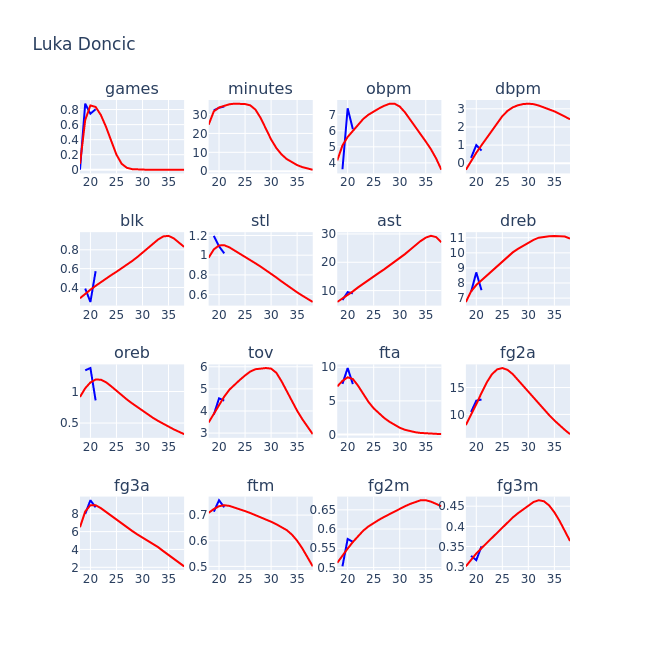 Luka Doncic
games minutes obpm dbpm
0.8 0.6 0.4 0.2 0
30 20 10 0
7 6 5 4
3 2 1 0
20 25 30 35 20 25 30 35 20 25 30 35 20 25 30 35
blk stl ast dreb
0.8 0.6 0.4
1.2 1 0.8 0.6
30 20 10
11 10 9 8 7
20 25 30 35 20 25 30 35 20 25 30 35 20 25 30 35
oreb tov fta fg2a
1 0.5
6 5 4 3
10 5 0
15 10
20 25 30 35 20 25 30 35 20 25 30 35 20 25 30 35
fg3a ftm fg2m fg3m
8 6 4 2
0.7 0.6 0.5
0.65 0.6 0.55 0.5
0.45 0.4 0.35 0.3
20 25 30 35 20 25 30 35 20 25 30 35 20 25 30 35